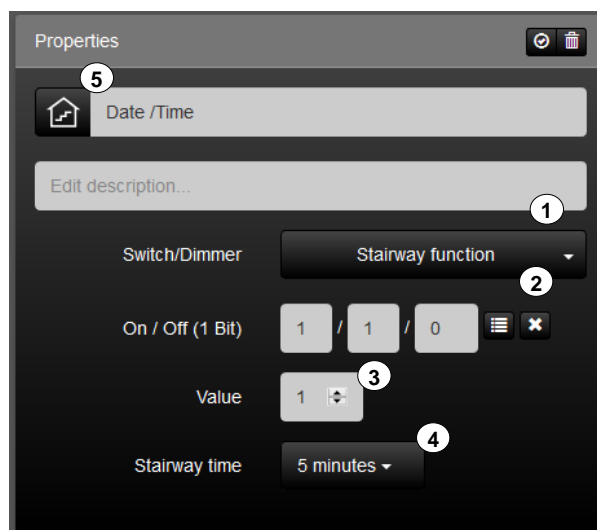 Properties
5
Date /Time
Edit description...
1
Switch/Dimmer Stairway function
2
On / Off (1 Bit) 1 / 1 / 0
3
Value 1
4
Stairway time 5 minutes